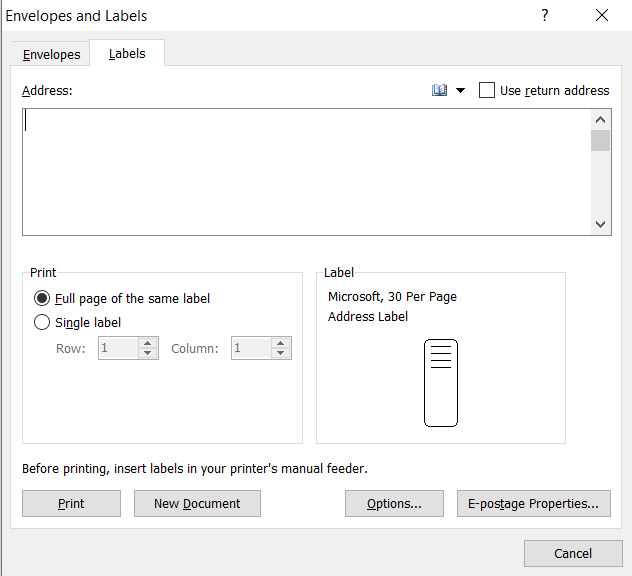 Envelopes and Labels ?
Envelopes Labels
Address: Use return address
Print
Full page of the same label
Single label
Row: 1 Column: 1
Label
Microsoft, 30 Per Page
Address Label
Before printing, insert labels in your printer's manual feeder.
Print New Document Options... E-postage Properties...
Cancel